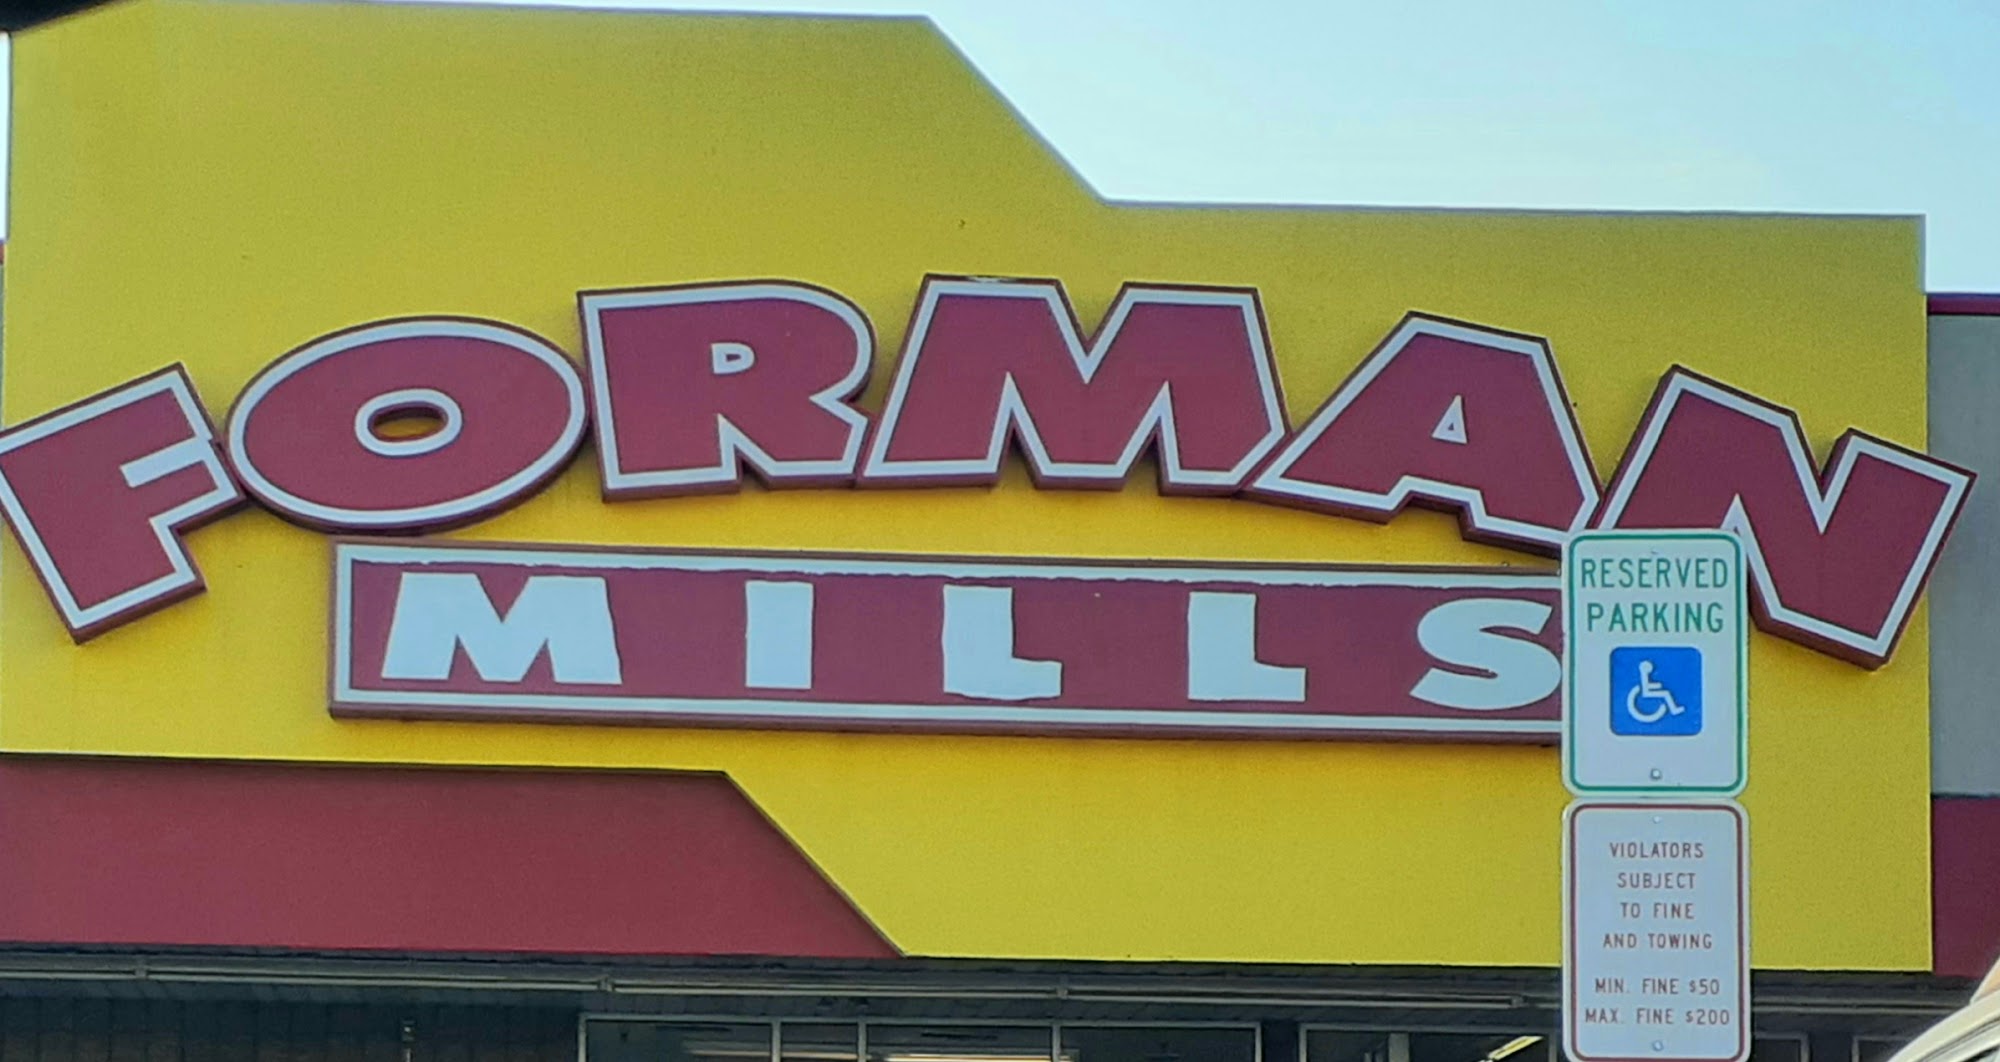 FORMAN
MILLS
RESERVED
PARKING
VIOLATORS
SUBJECT
TO FINE
AND TOWING
MIN. FINE $50
MAX. FINE $200